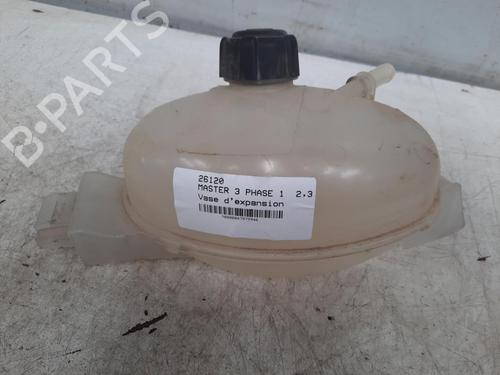 B-PARTS
26120
MASTER 3 PHASE 1 2.3
Vase d'expansion